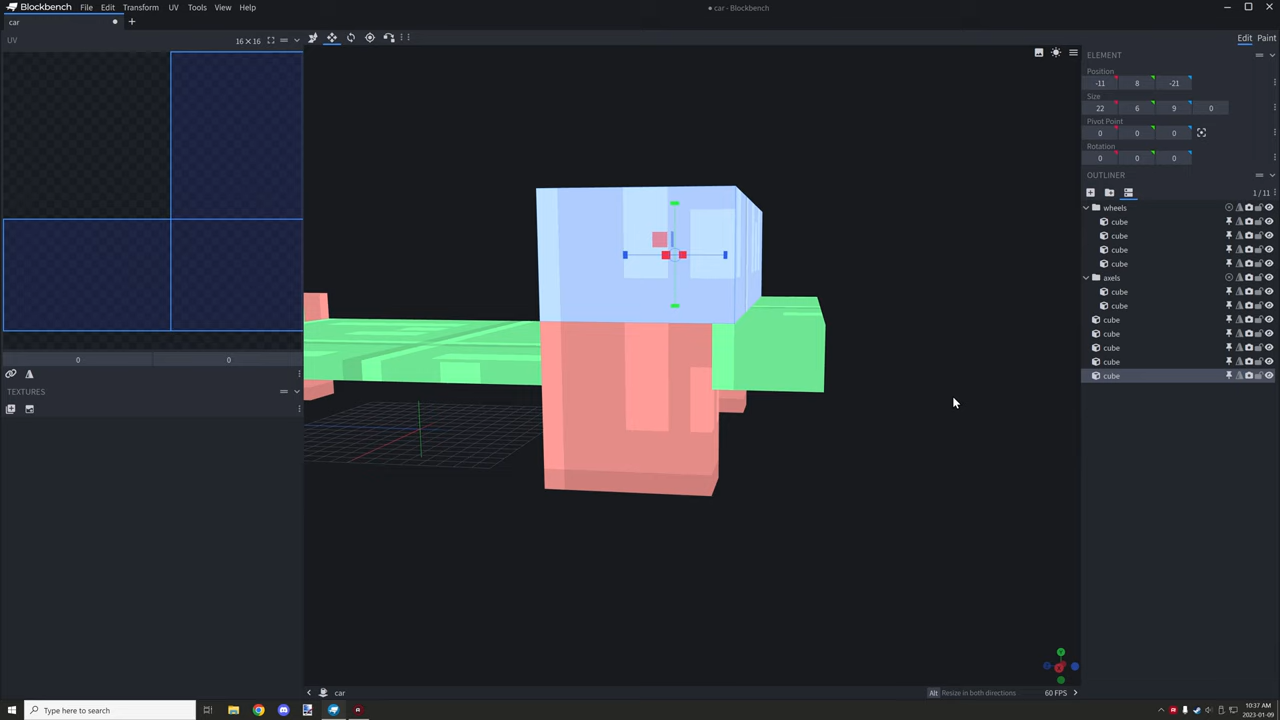 Blockbench File Edit Transform UV Tools View Help
● car - Blockbench
car
UV
16×16
0 0
TEXTURES
Edit Paint
ELEMENT
Position
-11 8 -21
Size
22 6 9 0
Pivot Point
0 0 0
Rotation
0 0 0
OUTLINER
1/11
wheels
cube
cube
cube
cube
axels
cube
cube
cube
cube
cube
cube
cube
car
Alt Resize in both directions 60 FPS
Type here to search
10:37 AM
2023-01-09